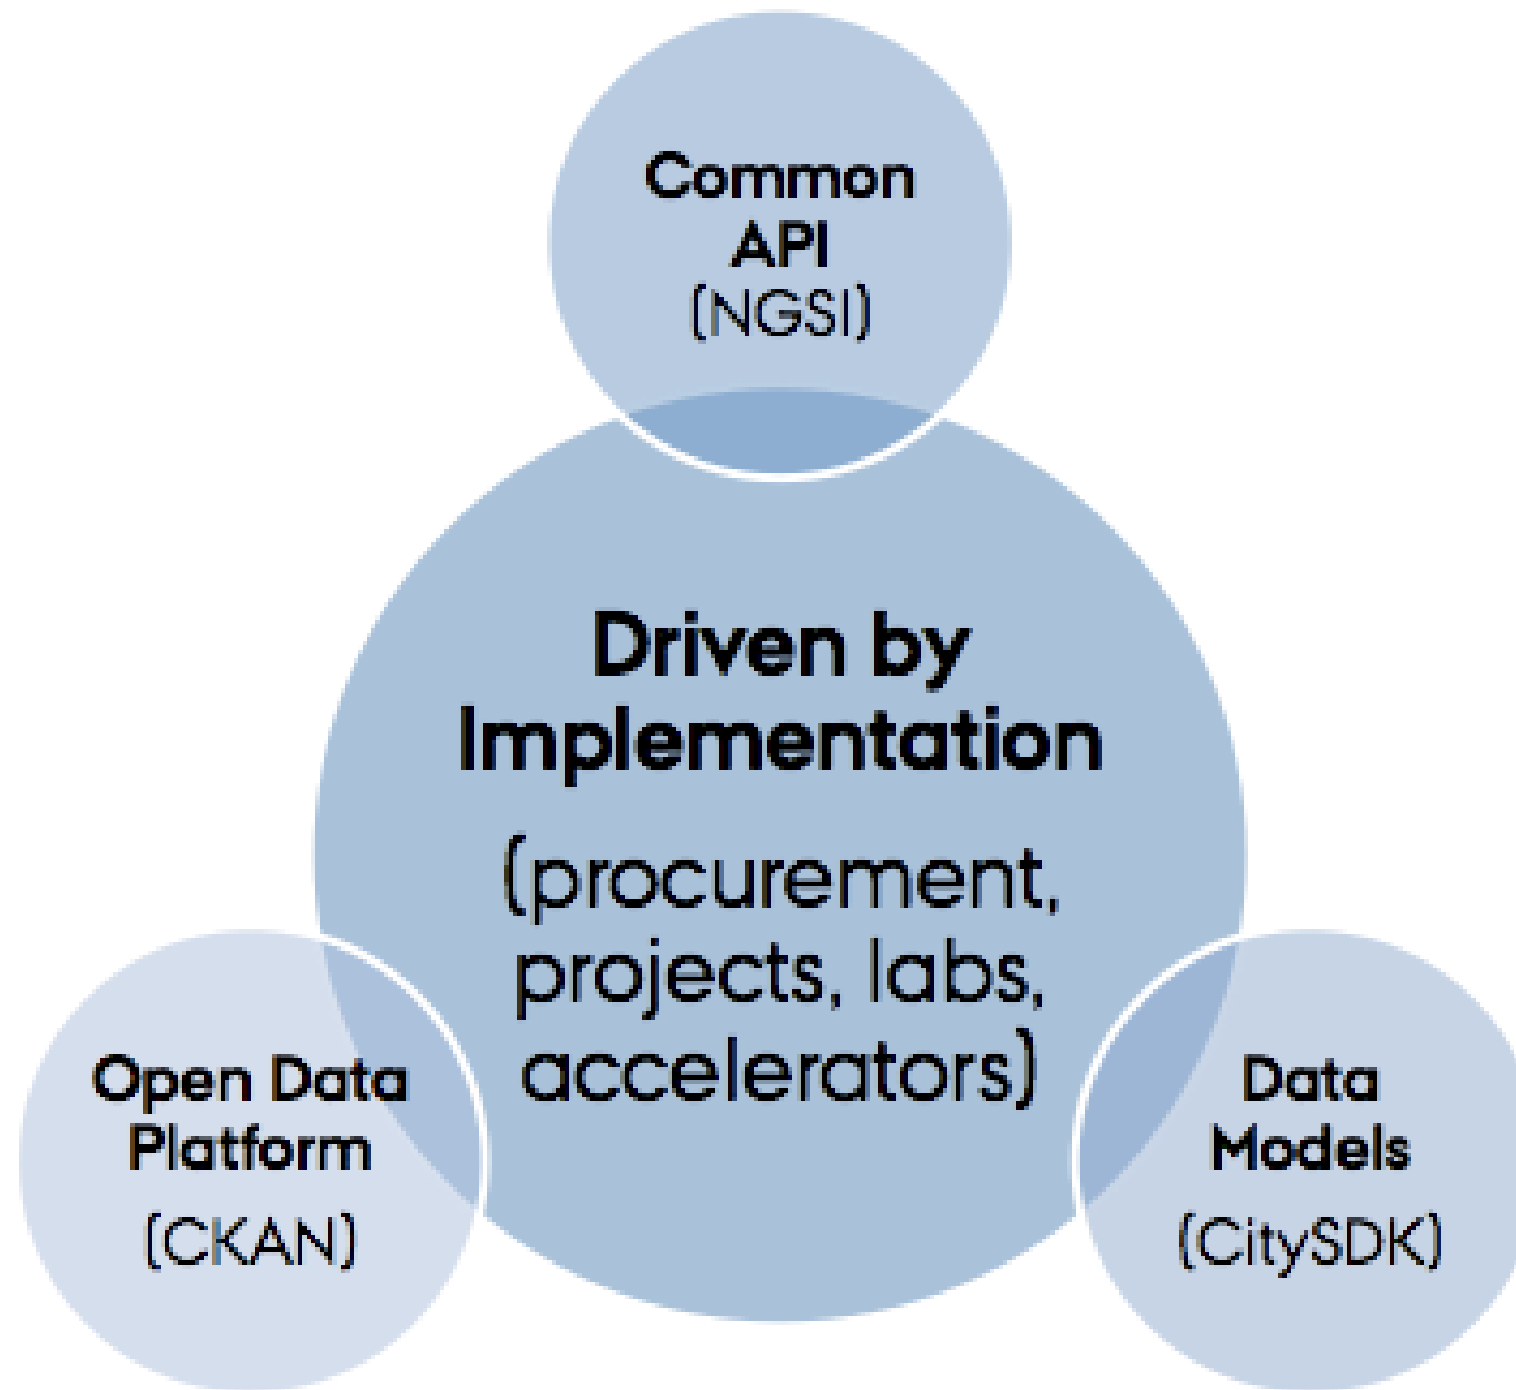 Common
API
(NGSI)
Driven by
Implementation
(procurement,
projects, labs,
accelerators)
Open Data
Platform
(CKAN)
Data
Models
(CitySDK)